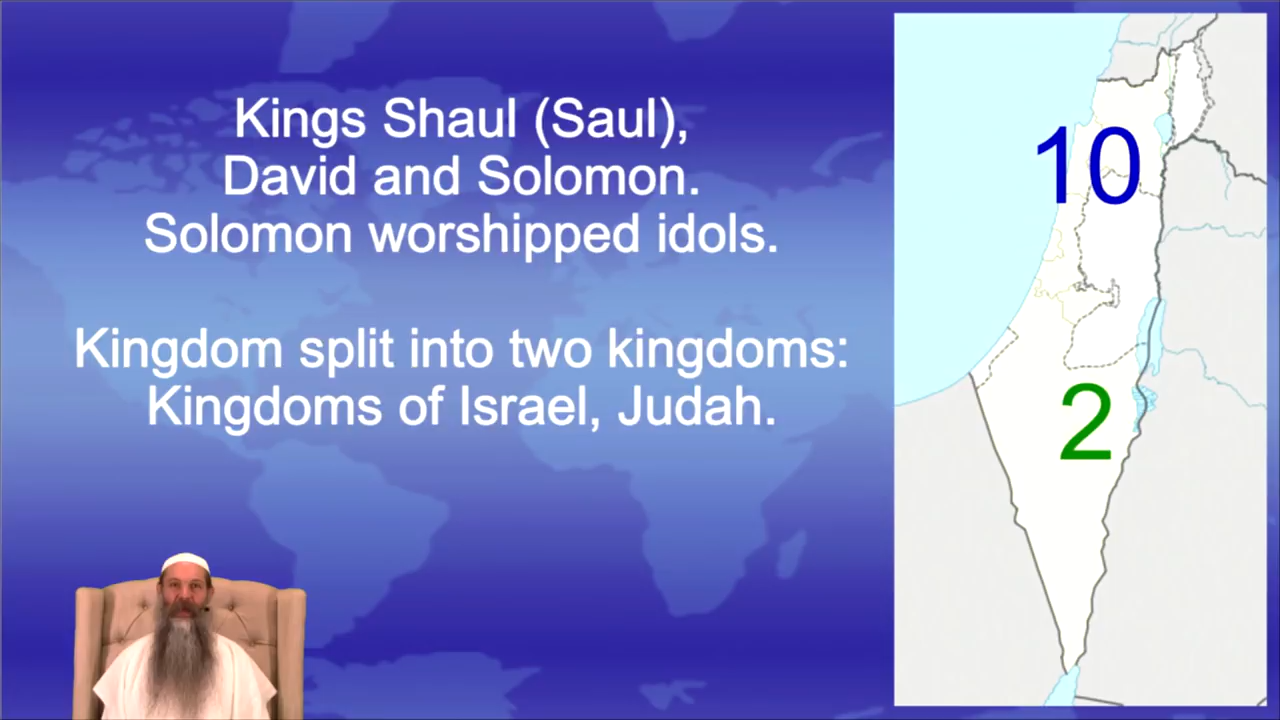 Kings Shaul (Saul),
David and Solomon.
Solomon worshipped idols.
Kingdom split into two kingdoms:
Kingdoms of Israel, Judah.
10
2